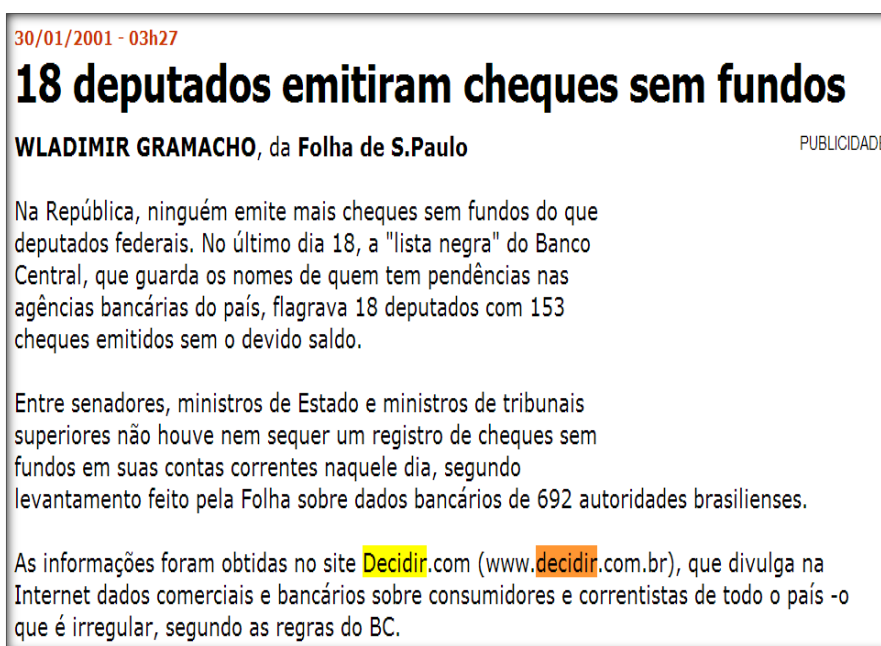 30/01/2001 - 03h27
18 deputados emitiram cheques sem fundos
WLADIMIR GRAMACHO, da Folha de S.Paulo
PUBLICIDADE
Na República, ninguém emite mais cheques sem fundos do que
deputados federais. No último dia 18, a "lista negra" do Banco
Central, que guarda os nomes de quem tem pendências nas
agências bancárias do país, flagrava 18 deputados com 153
cheques emitidos sem o devido saldo.
Entre senadores, ministros de Estado e ministros de tribunais
superiores não houve nem sequer um registro de cheques sem
fundos em suas contas correntes naquele dia, segundo
levantamento feito pela Folha sobre dados bancários de 692 autoridades brasilienses.
As informações foram obtidas no site Decidir.com (www.decidir.com.br), que divulga na
Internet dados comerciais e bancários sobre consumidores e correntistas de todo o país -o
que é irregular, segundo as regras do BC.